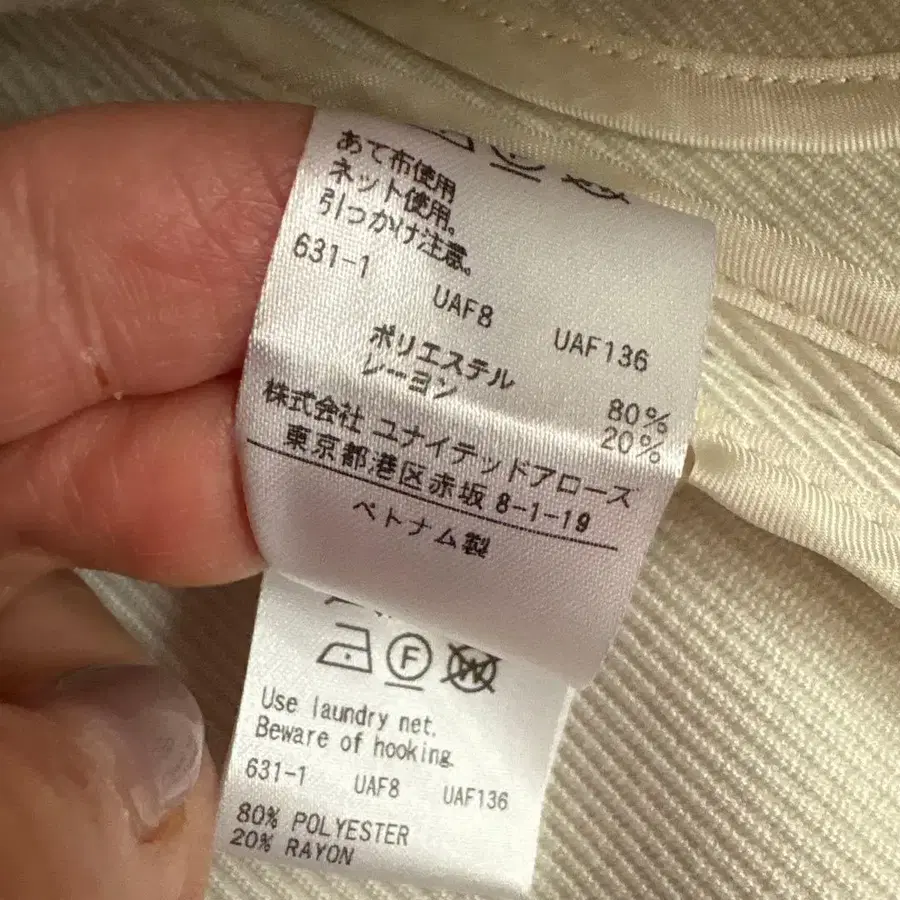 あて布使用
ネット使用。
引っかけ注意。
631-1 UAF8 UAF136
ポリエステル 80%
レーヨン 20%
株式会社 ユナイテッドアローズ
東京都港区赤坂 8-1-19
ベトナム製
F W
Use laundry net.
Beware of hooking.
631-1 UAF8 UAF136
80% POLYESTER
20% RAYON